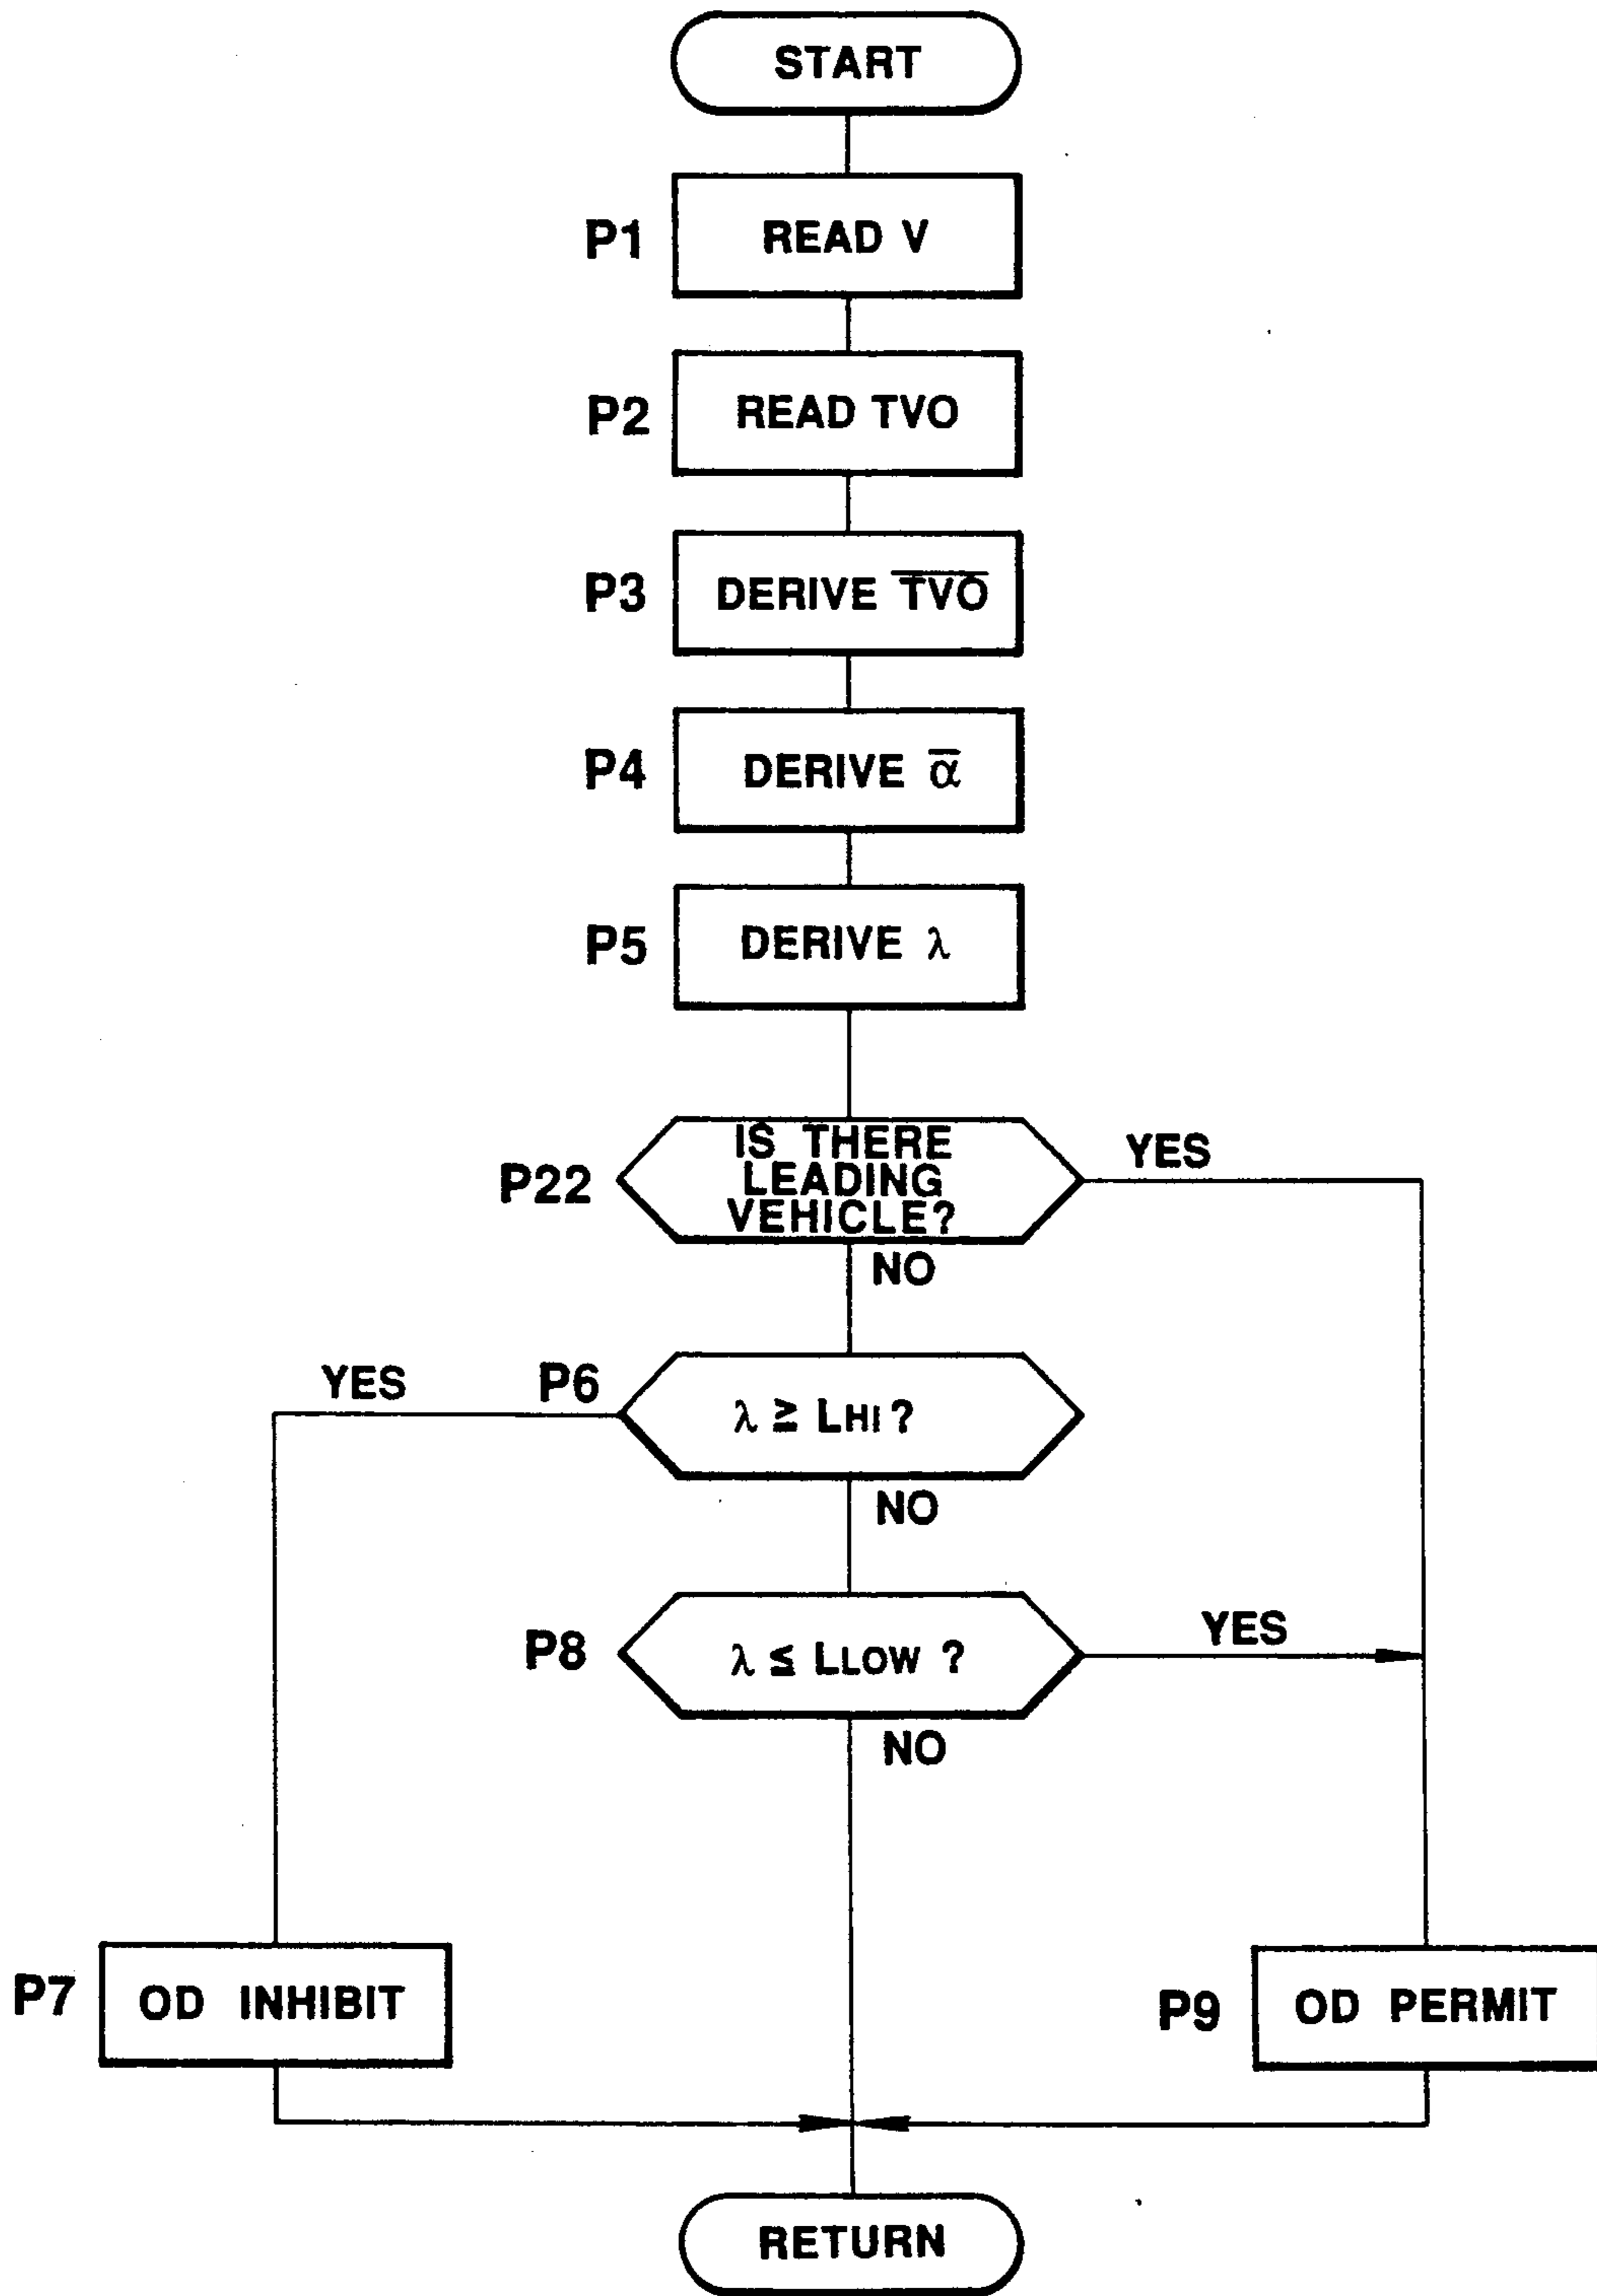 START
P1
READ V
P2
READ TVO
P3
DERIVE T̅V̅O̅
P4
DERIVE α̅
P5
DERIVE λ
P22
IS THERE
LEADING
VEHICLE?
YES
NO
YES
P6
λ ≧ LHI ?
NO
P8
λ ≦ LLOW ?
YES
NO
P7
OD INHIBIT
P9
OD PERMIT
RETURN